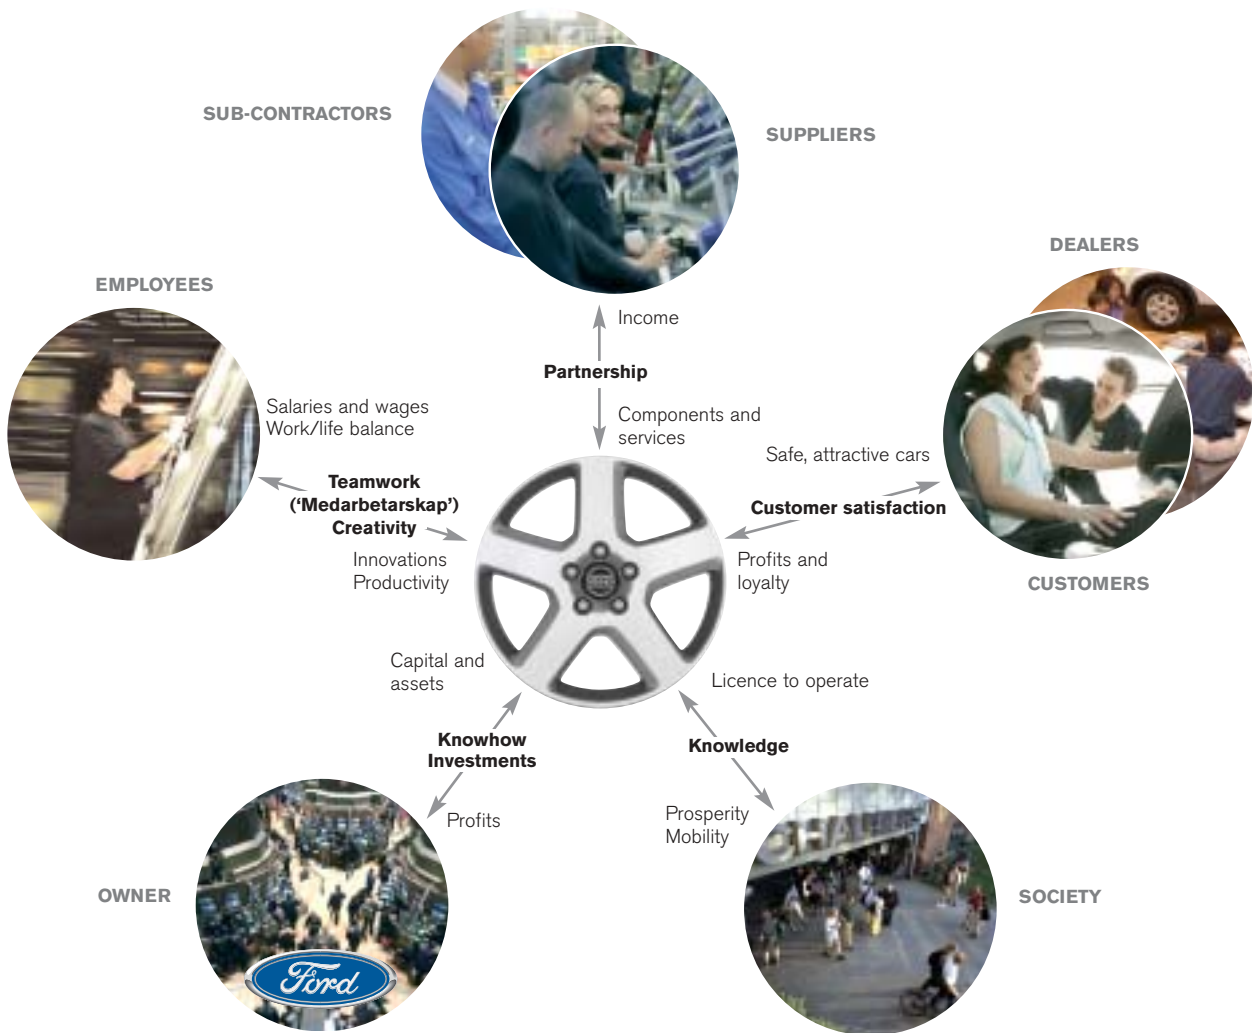 SUB-CONTRACTORS
SUPPLIERS
DEALERS
EMPLOYEES
Income
Partnership
Salaries and wages
Work/life balance
Components and
services
Safe, attractive cars
Teamwork
(‘Medarbetarskap’)
Creativity
Customer satisfaction
Innovations
Productivity
Profits and
loyalty
CUSTOMERS
Capital and
assets
Licence to operate
Knowhow
Investments
Knowledge
Profits
Prosperity
Mobility
OWNER
SOCIETY
Ford